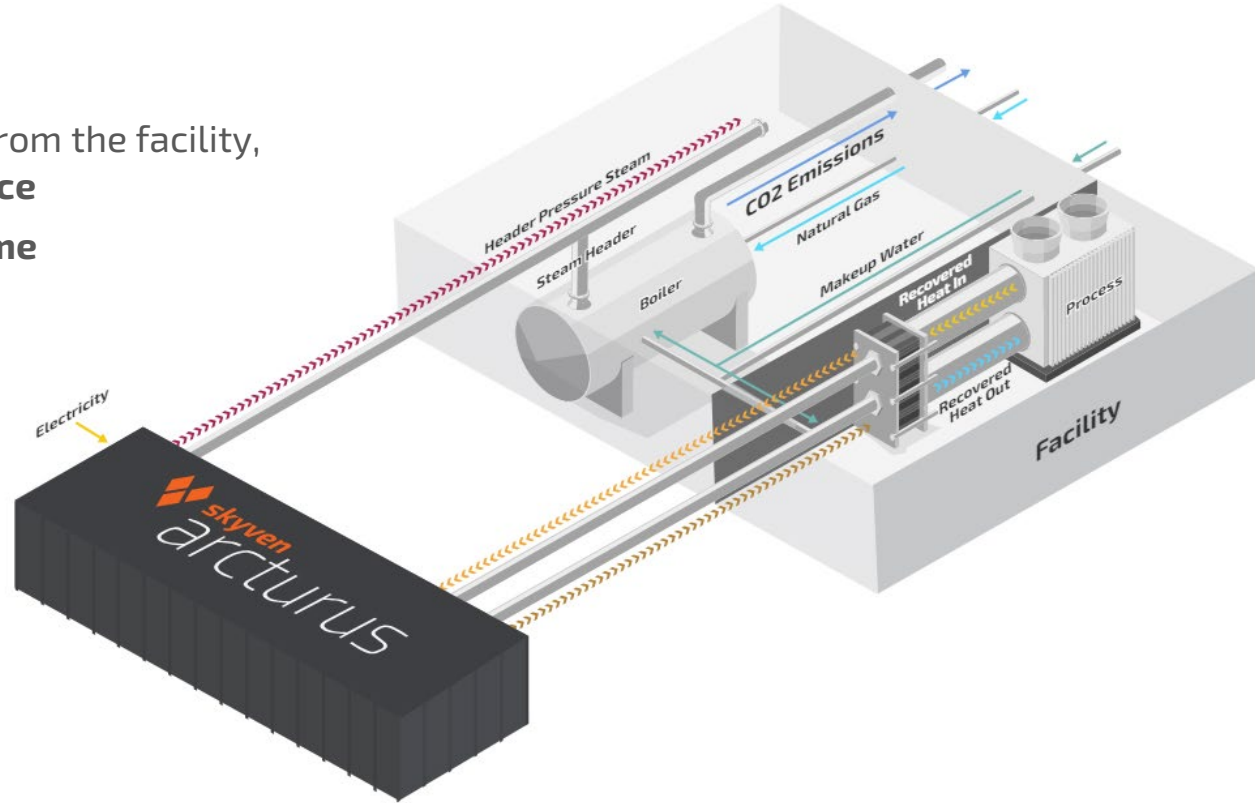 rom the facility,
ce
ne
CO2 Emissions
Header Pressure Steam
Natural Gas
Steam Header
Makeup Water
Boiler
Recovered
Heat In
Process
Recovered
Heat Out
Facility
Electricity
skyven
arcturus